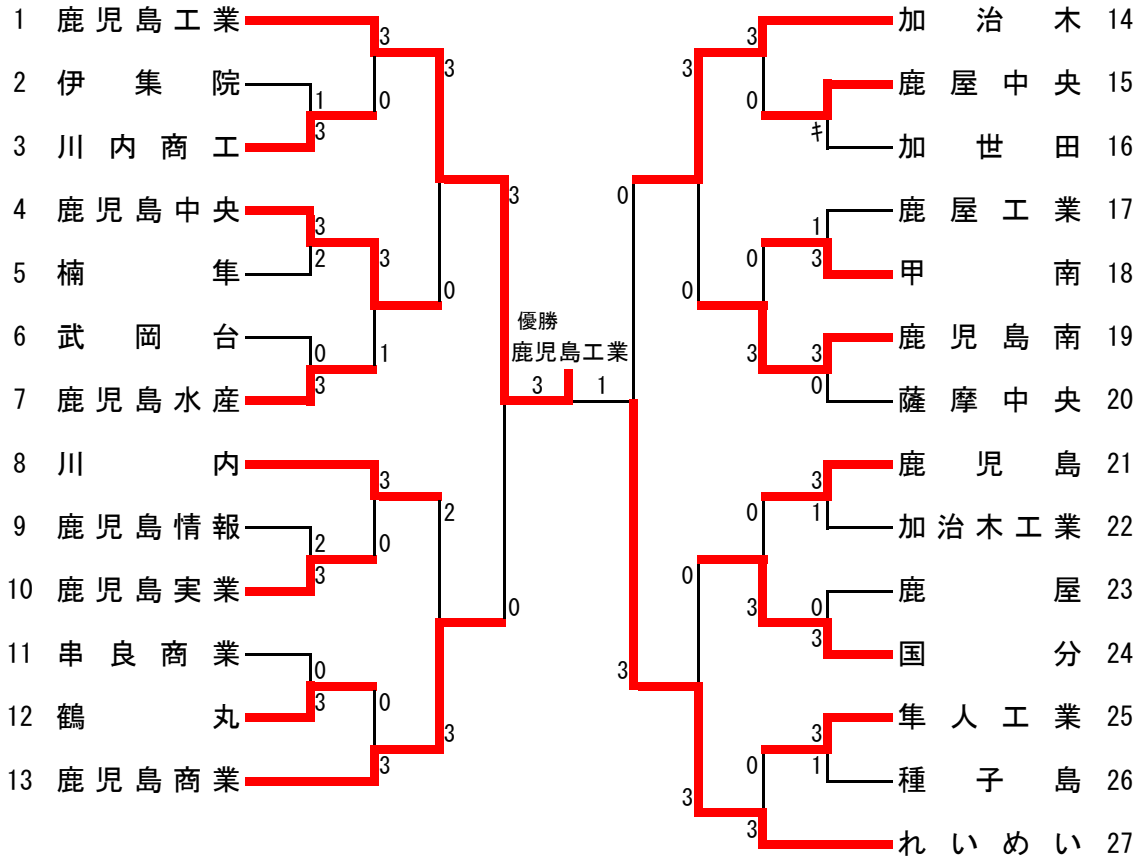 1 鹿児島工業
2 伊集院
3 川内商工
4 鹿児島中央
5 楠隼
6 武岡台
7 鹿児島水産
8 川内
9 鹿児島情報
10 鹿児島実業
11 串良商業
12 鶴丸
13 鹿児島商業
3
1
3
0
3
3
2
3
0
3
1
0
3
3
2
3
0
2
0
3
0
3
3
0
優勝
鹿児島工業
3 1
0
3
3
0
0
3
3
0
キ
1
3
0
3
3
0
3
1
0
3
0
3
3
1
0
3
加治木 14
鹿屋中央 15
加世田 16
鹿屋工業 17
甲南 18
鹿児島南 19
薩摩中央 20
鹿児島 21
加治木工業 22
鹿屋 23
国分 24
隼人工業 25
種子島 26
れいめい 27